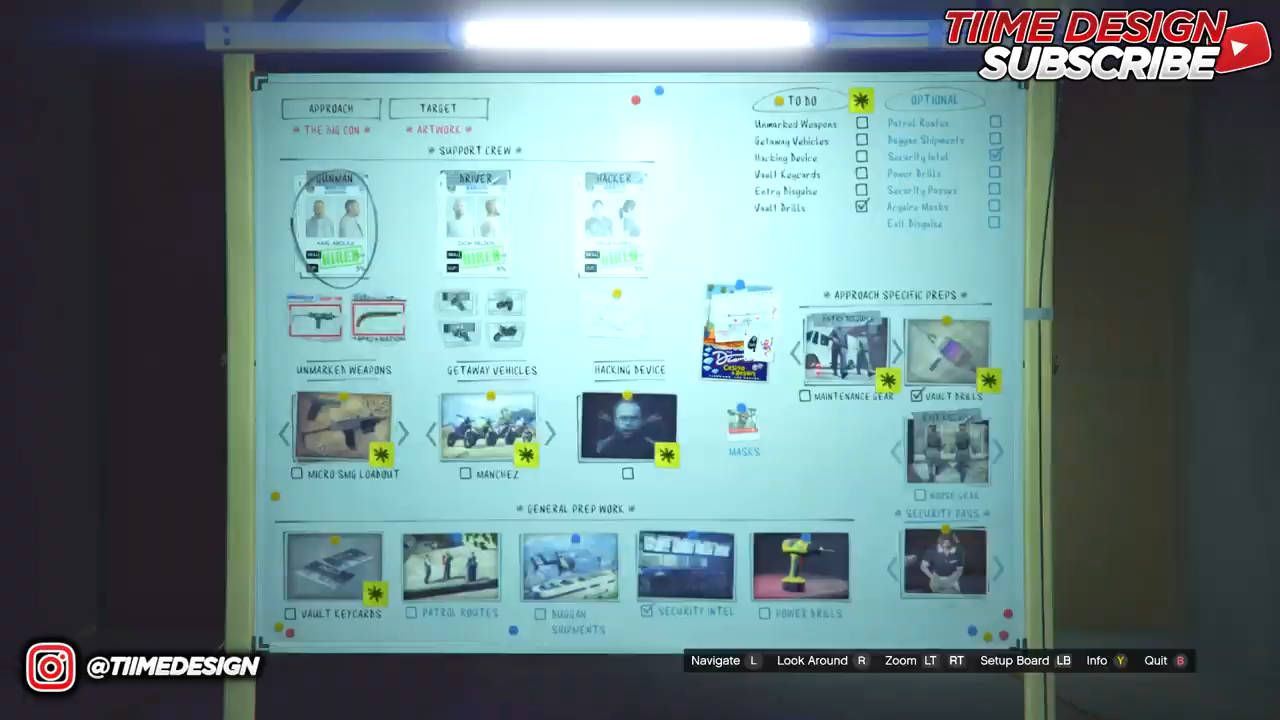 TIIME DESIGN
SUBSCRIBE
APPROACH
TARGET
* THE BIG CON *
* ARTWORK *
* SUPPORT CREW *
TO DO
OPTIONAL
Unmarked Weapons
Getaway Vehicles
Hacking Device
Vault Keycards
Entry Disguise
Vault Drills
Patrol Routes
Duggan Shipments
Security Intel
Power Drills
Security Passes
Acquire Masks
Exit Disguise
GUNMAN
DRIVER
HACKER
HIRED
HIRED
HIRED
* APPROACH SPECIFIC PREPS *
UNMARKED WEAPONS
GETAWAY VEHICLES
HACKING DEVICE
Casino & Resort
MAINTENANCE GEAR
VAULT DRILLS
MASKS
MICRO SMG LOADOUT
MANCHEZ
NOOSE GEAR
* GENERAL PREP WORK *
* SECURITY PASS *
VAULT KEYCARDS
PATROL ROUTES
DUGGAN SHIPMENTS
SECURITY INTEL
POWER DRILLS
Navigate L Look Around R Zoom LT RT Setup Board LB Info Y Quit B
@TIIMEDESIGN